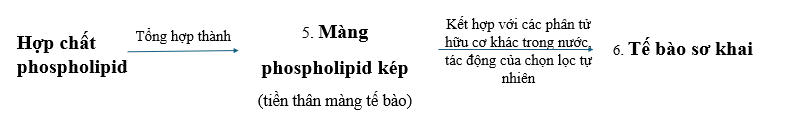 Hợp chất
phospholipid
Tổng hợp thành
5. Màng
phospholipid kép
(tiền thân màng tế bào)
Kết hợp với các phân tử
hữu cơ khác trong nước,
tác động của chọn lọc tự
nhiên
6. Tế bào sơ khai